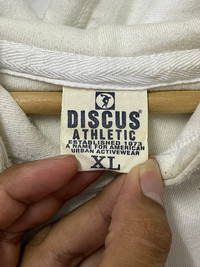 DISCUS®
ATHLETIC
ESTABLISHED 1973
A NAME FOR AMERICAN
URBAN ACTIVEWEAR
XL